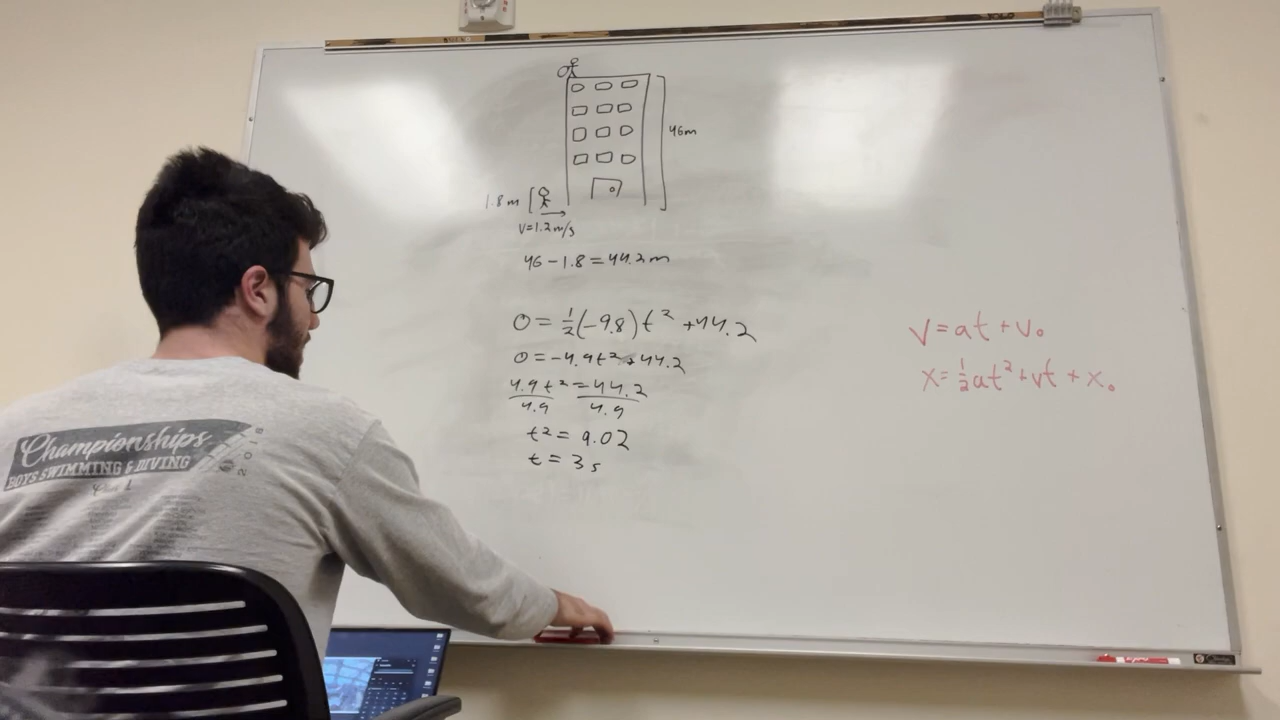 46m
1.8m
v=1.2m/s
46-1.8=44.2m
0=½(-9.8)t²+44.2
0=-4.9t²+44.2
4.9t²=44.2
4.9 4.9
t²=9.02
t=3s
v=at+v₀
x=½at²+vt+x₀
Championships
BOYS SWIMMING & DIVING
2018